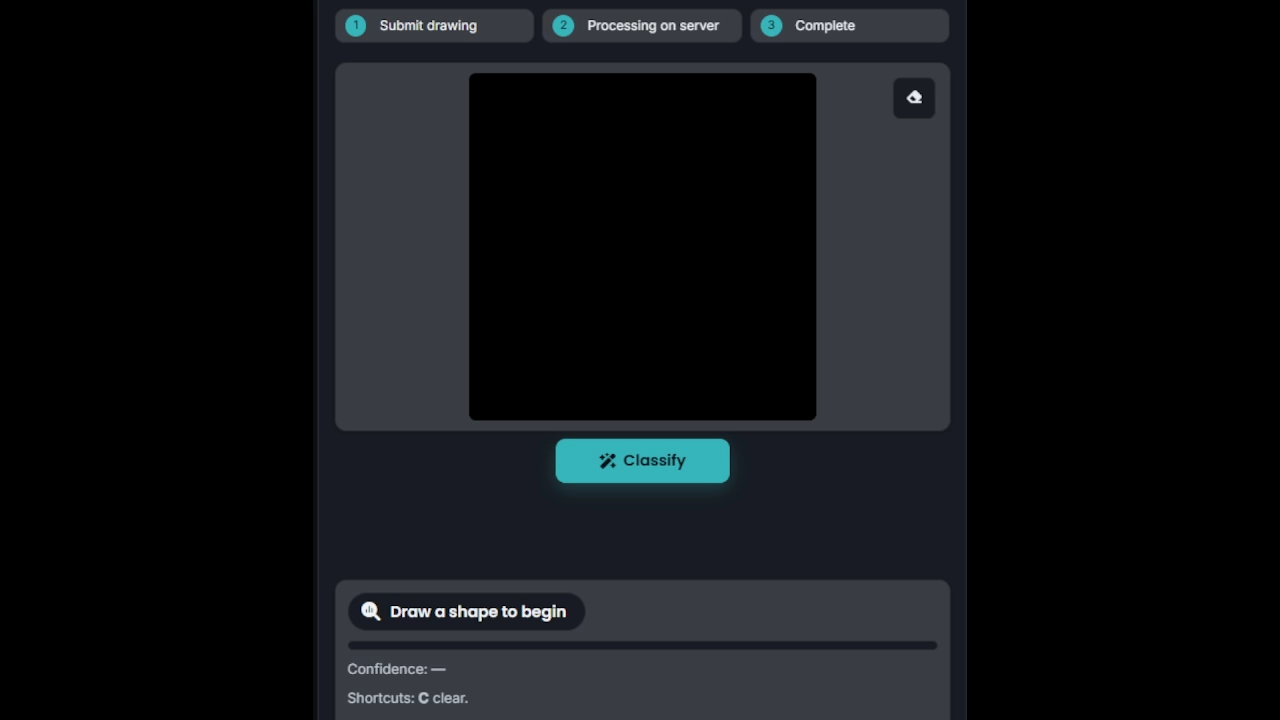 1 Submit drawing
2 Processing on server
3 Complete
Classify
Draw a shape to begin
Confidence: —
Shortcuts: C clear.